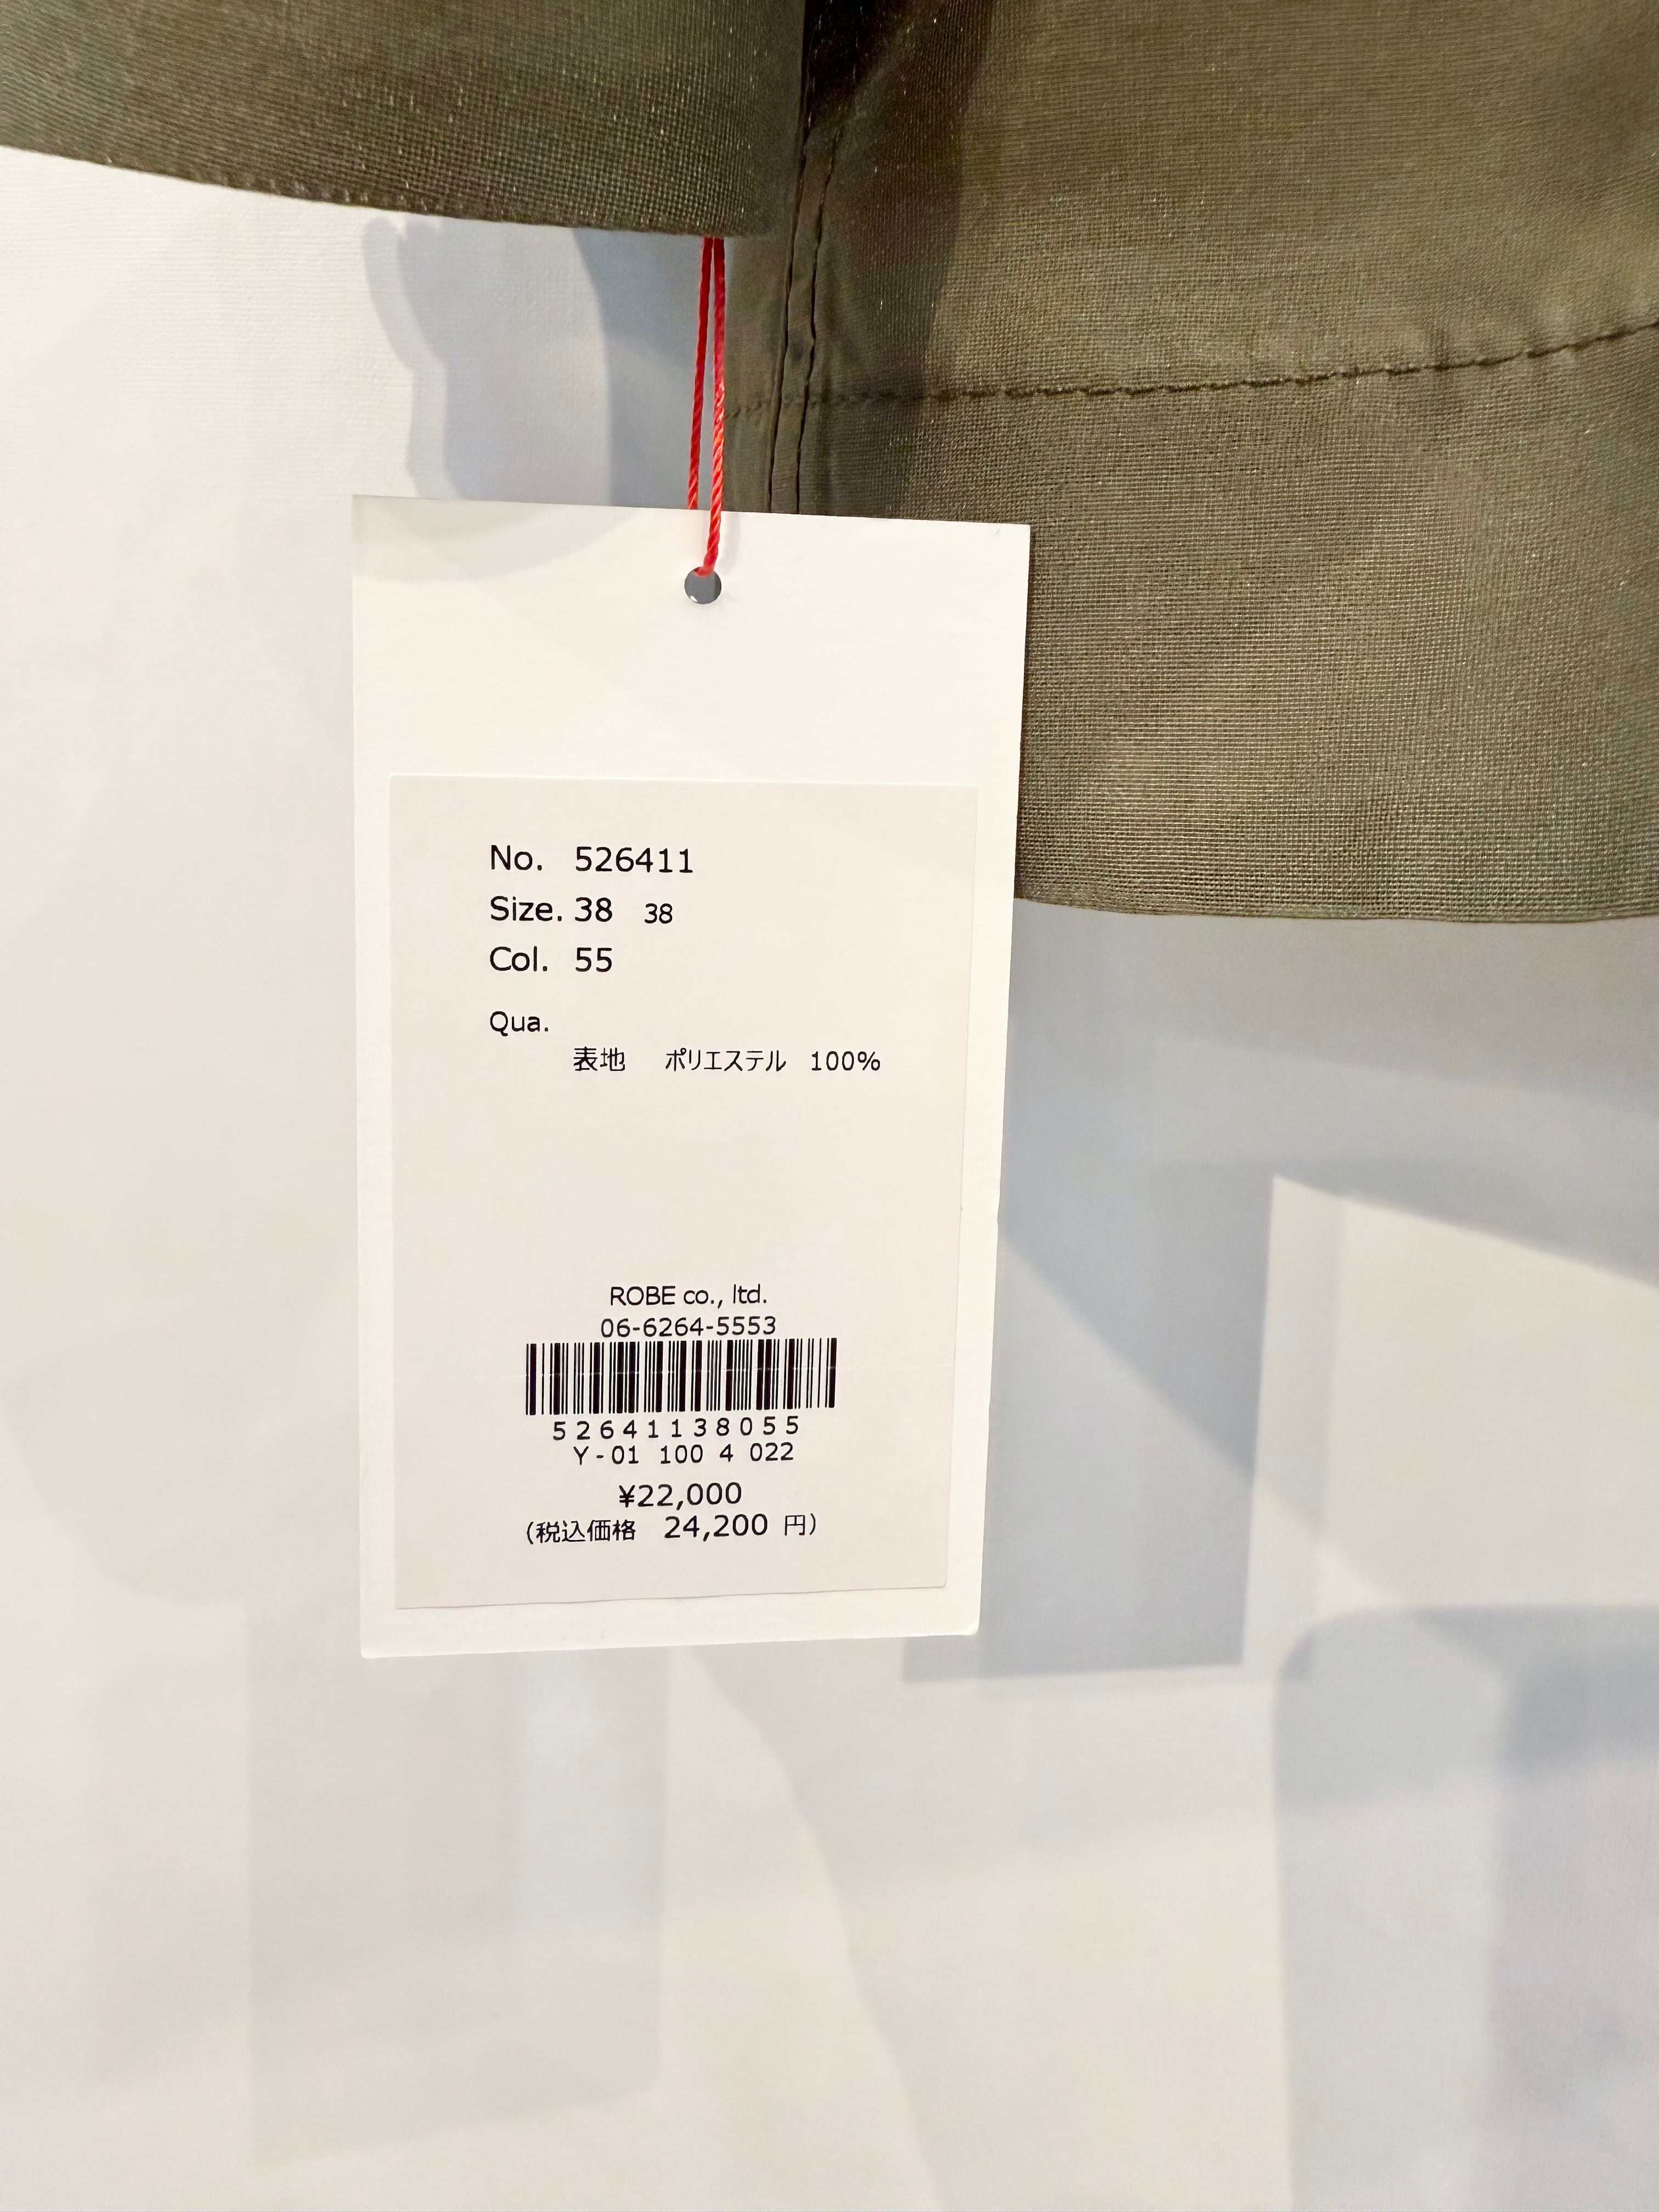 No. 526411
Size. 38 38
Col. 55
Qua.
表地 ポリエステル 100%
ROBE co., ltd.
06-6264-5553
52641138055
Y-01 100 4 022
¥22,000
(税込価格 24,200 円)